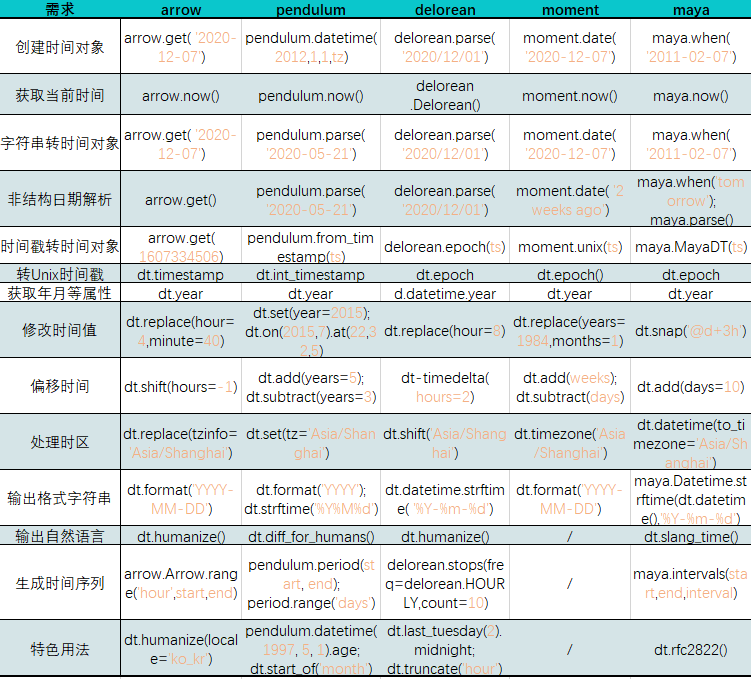 需求 arrow pendulum delorean moment maya
创建时间对象 arrow.get( '2020-12-07') pendulum.datetime(2012,1,1,tz) delorean.parse('2020/12/01') moment.date('2020-12-07') maya.when('2011-02-07')
获取当前时间 arrow.now() pendulum.now() delorean.Delorean() moment.now() maya.now()
字符串转时间对象 arrow.get( '2020-12-07') pendulum.parse('2020-05-21') delorean.parse('2020/12/01') moment.date('2020-12-07') maya.when('2011-02-07')
非结构日期解析 arrow.get() pendulum.parse('2020-05-21') delorean.parse('2020/12/01') moment.date( '2 weeks ago') maya.when('tomorrow'); maya.parse()
时间戳转时间对象 arrow.get(1607334506) pendulum.from_timestamp(ts) delorean.epoch(ts) moment.unix(ts) maya.MayaDT(ts)
转Unix时间戳 dt.timestamp dt.int_timestamp dt.epoch dt.epoch() dt.epoch
获取年月等属性 dt.year dt.year d.datetime.year dt.year dt.year
修改时间值 dt.replace(hour=4,minute=40) dt.set(year=2015); dt.on(2015,7).at(22,32,5) dt.replace(hour=8) dt.replace(years=1984,months=1) dt.snap('@d+3h')
偏移时间 dt.shift(hours=-1) dt.add(years=5); dt.subtract(years=3) dt-timedelta(hours=2) dt.add(weeks); dt.subtract(days) dt.add(days=10)
处理时区 dt.replace(tzinfo='Asia/Shanghai') dt.set(tz='Asia/Shanghai') dt.shift('Asia/Shanghai') dt.timezone('Asia/Shanghai') dt.datetime(to_timezone='Asia/Shanghai')
输出格式字符串 dt.format('YYYY-MM-DD') dt.format('YYYY'); dt.strftime('%Y%M%d') dt.datetime.strftime( '%Y-%m-%d') dt.format('YYYY-MM-DD') maya.Datetime.strftime(dt.datetime(),'%Y-%m-%d')
输出自然语言 dt.humanize() dt.diff_for_humans() dt.humanize() / dt.slang_time()
生成时间序列 arrow.Arrow.range('hour',start,end) pendulum.period(start, end); period.range('days') delorean.stops(freq=delorean.HOURLY,count=10) / maya.intervals(start,end,interval)
特色用法 dt.humanize(locale='ko_kr') pendulum.datetime(1997, 5, 1).age; dt.start_of('month') dt.last_tuesday(2).midnight; dt.truncate('hour') / dt.rfc2822()